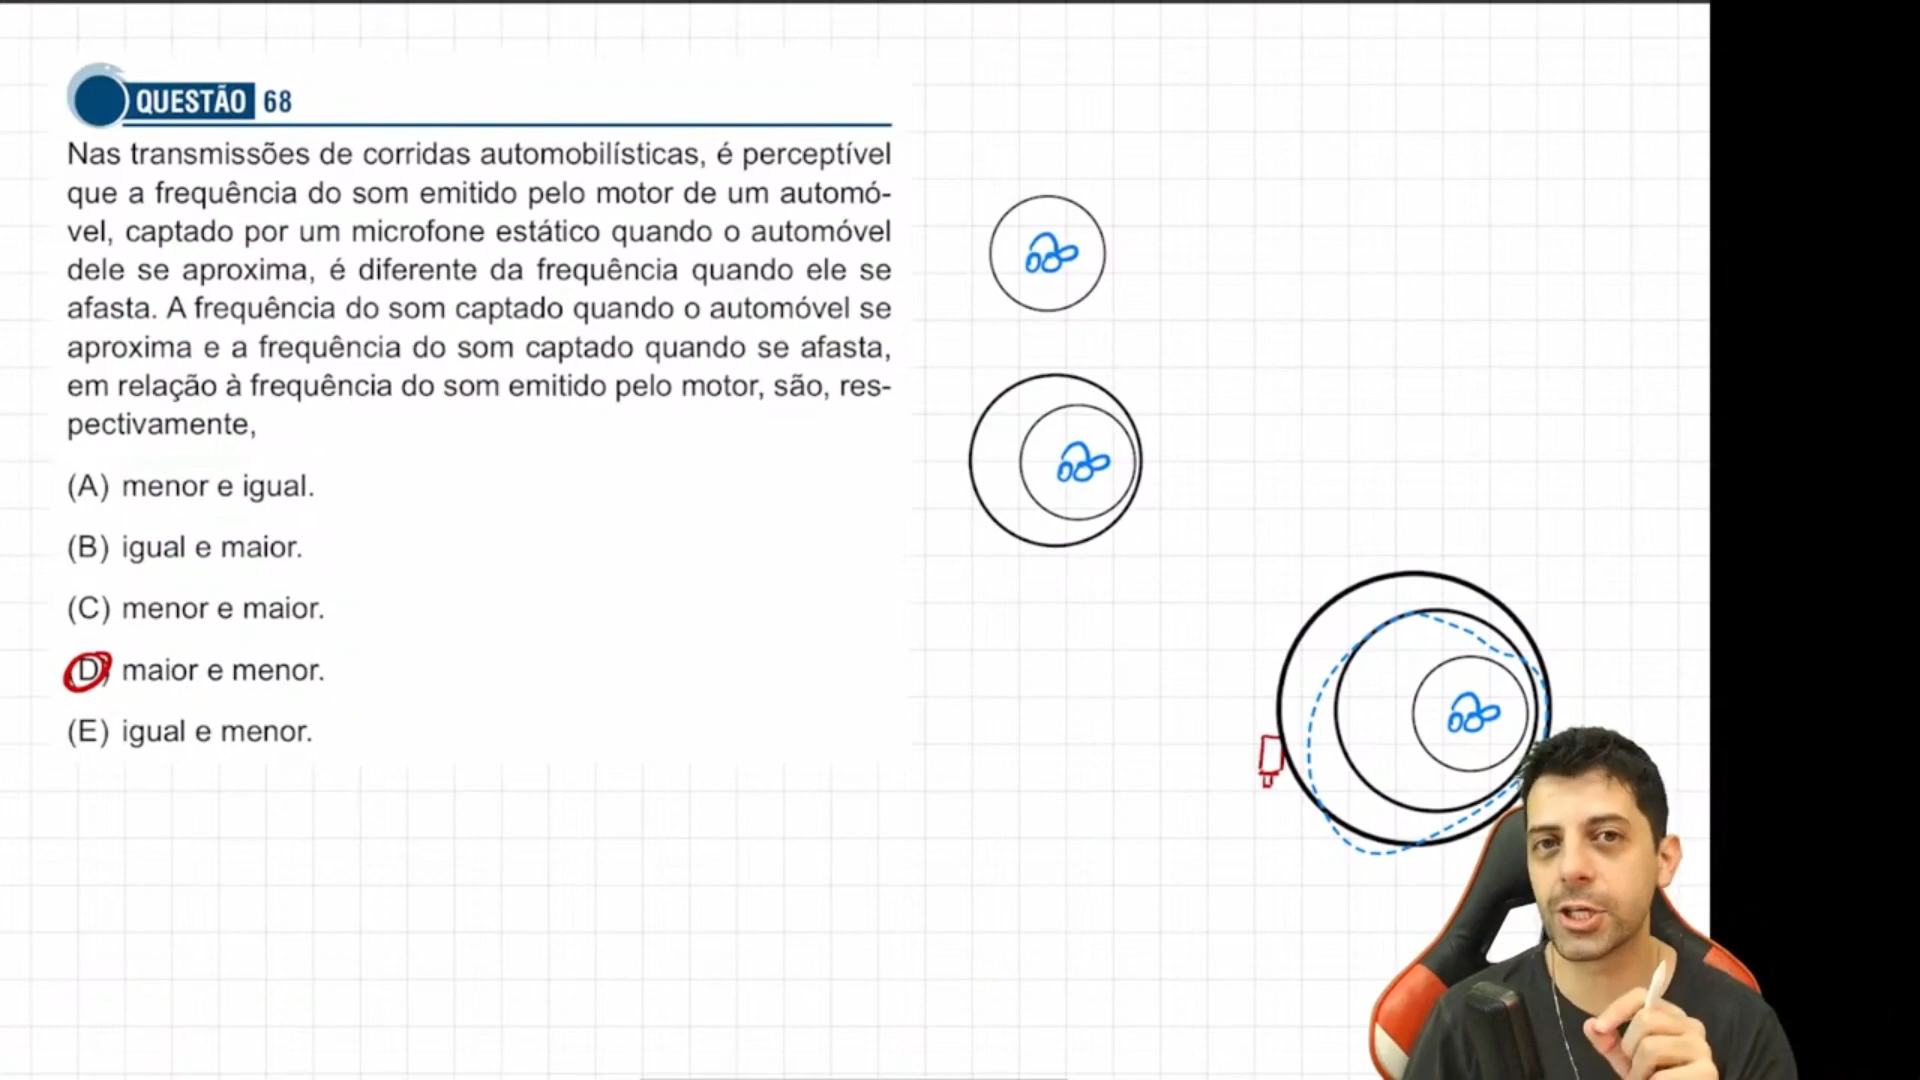 QUESTÃO 68
Nas transmissões de corridas automobilísticas, é perceptível
que a frequência do som emitido pelo motor de um automó-
vel, captado por um microfone estático quando o automóvel
dele se aproxima, é diferente da frequência quando ele se
afasta. A frequência do som captado quando o automóvel se
aproxima e a frequência do som captado quando se afasta,
em relação à frequência do som emitido pelo motor, são, res-
pectivamente,
(A) menor e igual.
(B) igual e maior.
(C) menor e maior.
(D) maior e menor.
(E) igual e menor.